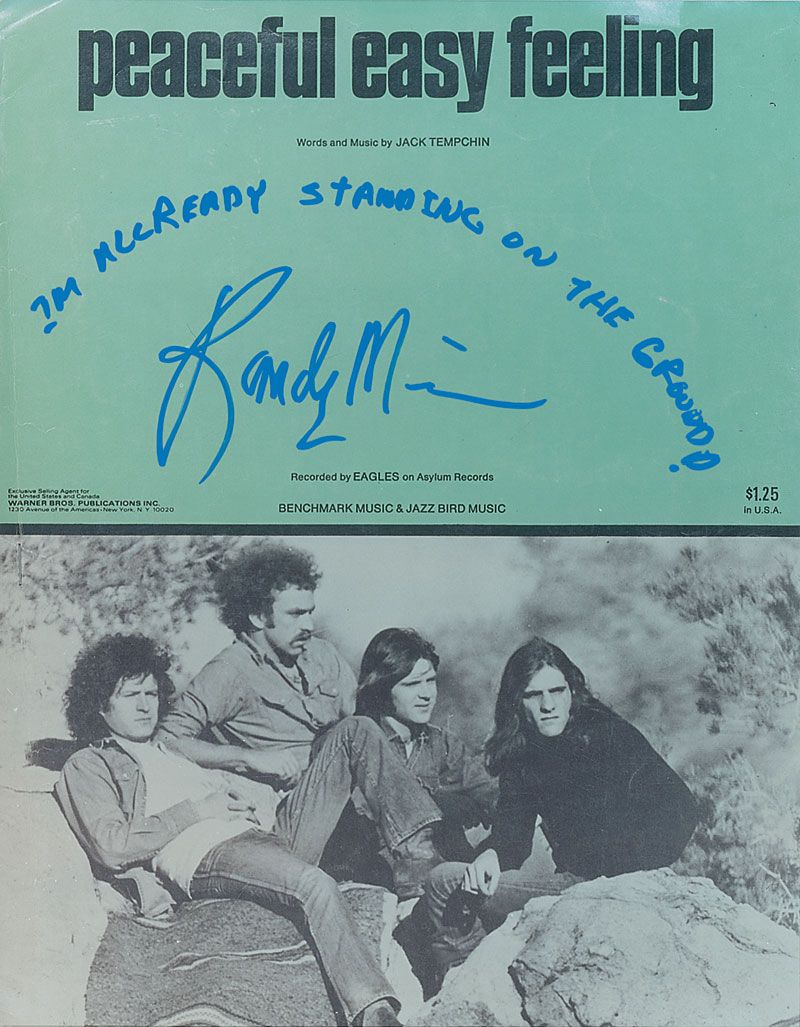 peaceful easy feeling
Words and Music by JACK TEMPCHIN
IM ALLREADY STANDING ON THE GROUND!
Randy M
Recorded by EAGLES on Asylum Records
Exclusive Selling Agent for
the United States and Canada
WARNER BROS. PUBLICATIONS INC.
1230 Avenue of the Americas • New York, N.Y. 10020
BENCHMARK MUSIC & JAZZ BIRD MUSIC
$1.25
in U.S.A.